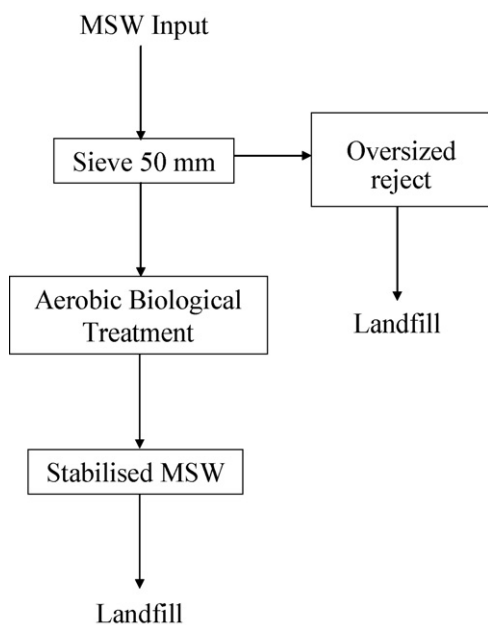 MSW Input
Sieve 50 mm
Oversized
reject
Aerobic Biological
Treatment
Landfill
Stabilised MSW
Landfill